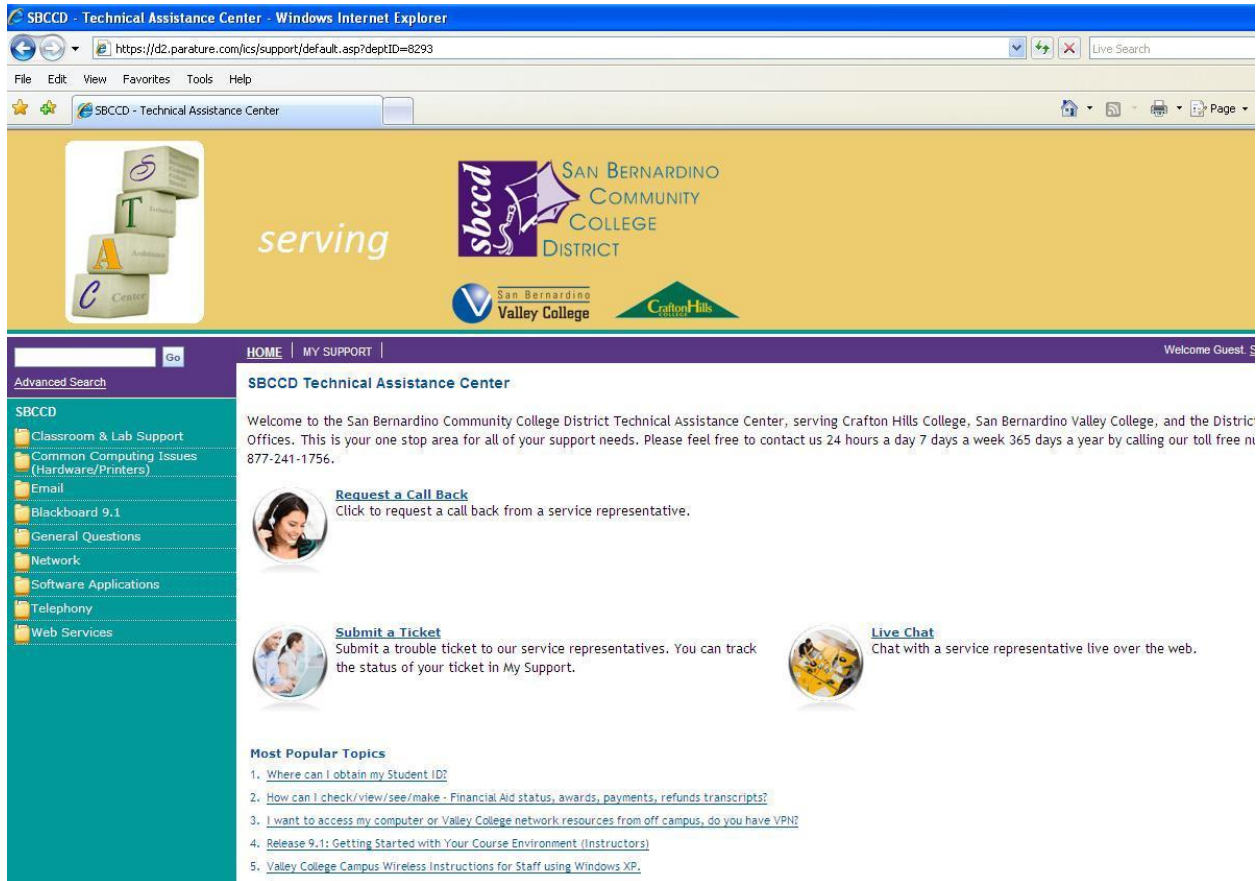 SBCCD - Technical Assistance Center - Windows Internet Explorer
https://d2.parature.com/ics/support/default.asp?deptID=8293
Live Search
File Edit View Favorites Tools Help
SBCCD - Technical Assistance Center
Page
S
T
A
Assistance
C
Center
serving
sbccd
SAN BERNARDINO
COMMUNITY
COLLEGE
DISTRICT
San Bernardino
Valley College
CraftonHills
COLLEGE
Go
HOME | MY SUPPORT |
Welcome Guest. S
Advanced Search
SBCCD Technical Assistance Center
SBCCD
Classroom & Lab Support
Common Computing Issues
(Hardware/Printers)
Email
Blackboard 9.1
General Questions
Network
Software Applications
Telephony
Web Services
Welcome to the San Bernardino Community College District Technical Assistance Center, serving Crafton Hills College, San Bernardino Valley College, and the District
Offices. This is your one stop area for all of your support needs. Please feel free to contact us 24 hours a day 7 days a week 365 days a year by calling our toll free nu
877-241-1756.
Request a Call Back
Click to request a call back from a service representative.
Submit a Ticket
Submit a trouble ticket to our service representatives. You can track
the status of your ticket in My Support.
Live Chat
Chat with a service representative live over the web.
Most Popular Topics
1. Where can I obtain my Student ID?
2. How can I check/view/see/make - Financial Aid status, awards, payments, refunds transcripts?
3. I want to access my computer or Valley College network resources from off campus, do you have VPN?
4. Release 9.1: Getting Started with Your Course Environment (Instructors)
5. Valley College Campus Wireless Instructions for Staff using Windows XP.